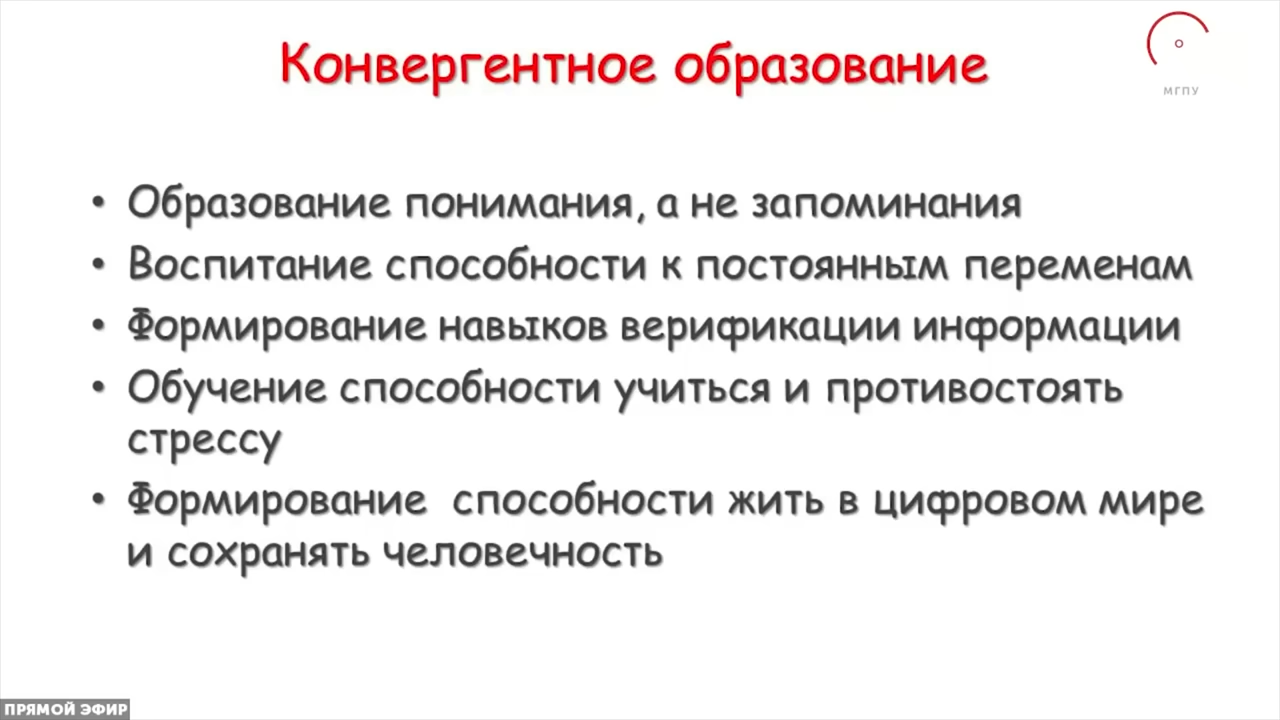 Конвергентное образование
МГПУ
• Образование понимания, а не запоминания
• Воспитание способности к постоянным переменам
• Формирование навыков верификации информации
• Обучение способности учиться и противостоять
стрессу
• Формирование способности жить в цифровом мире
и сохранять человечность
ПРЯМОЙ ЭФИР